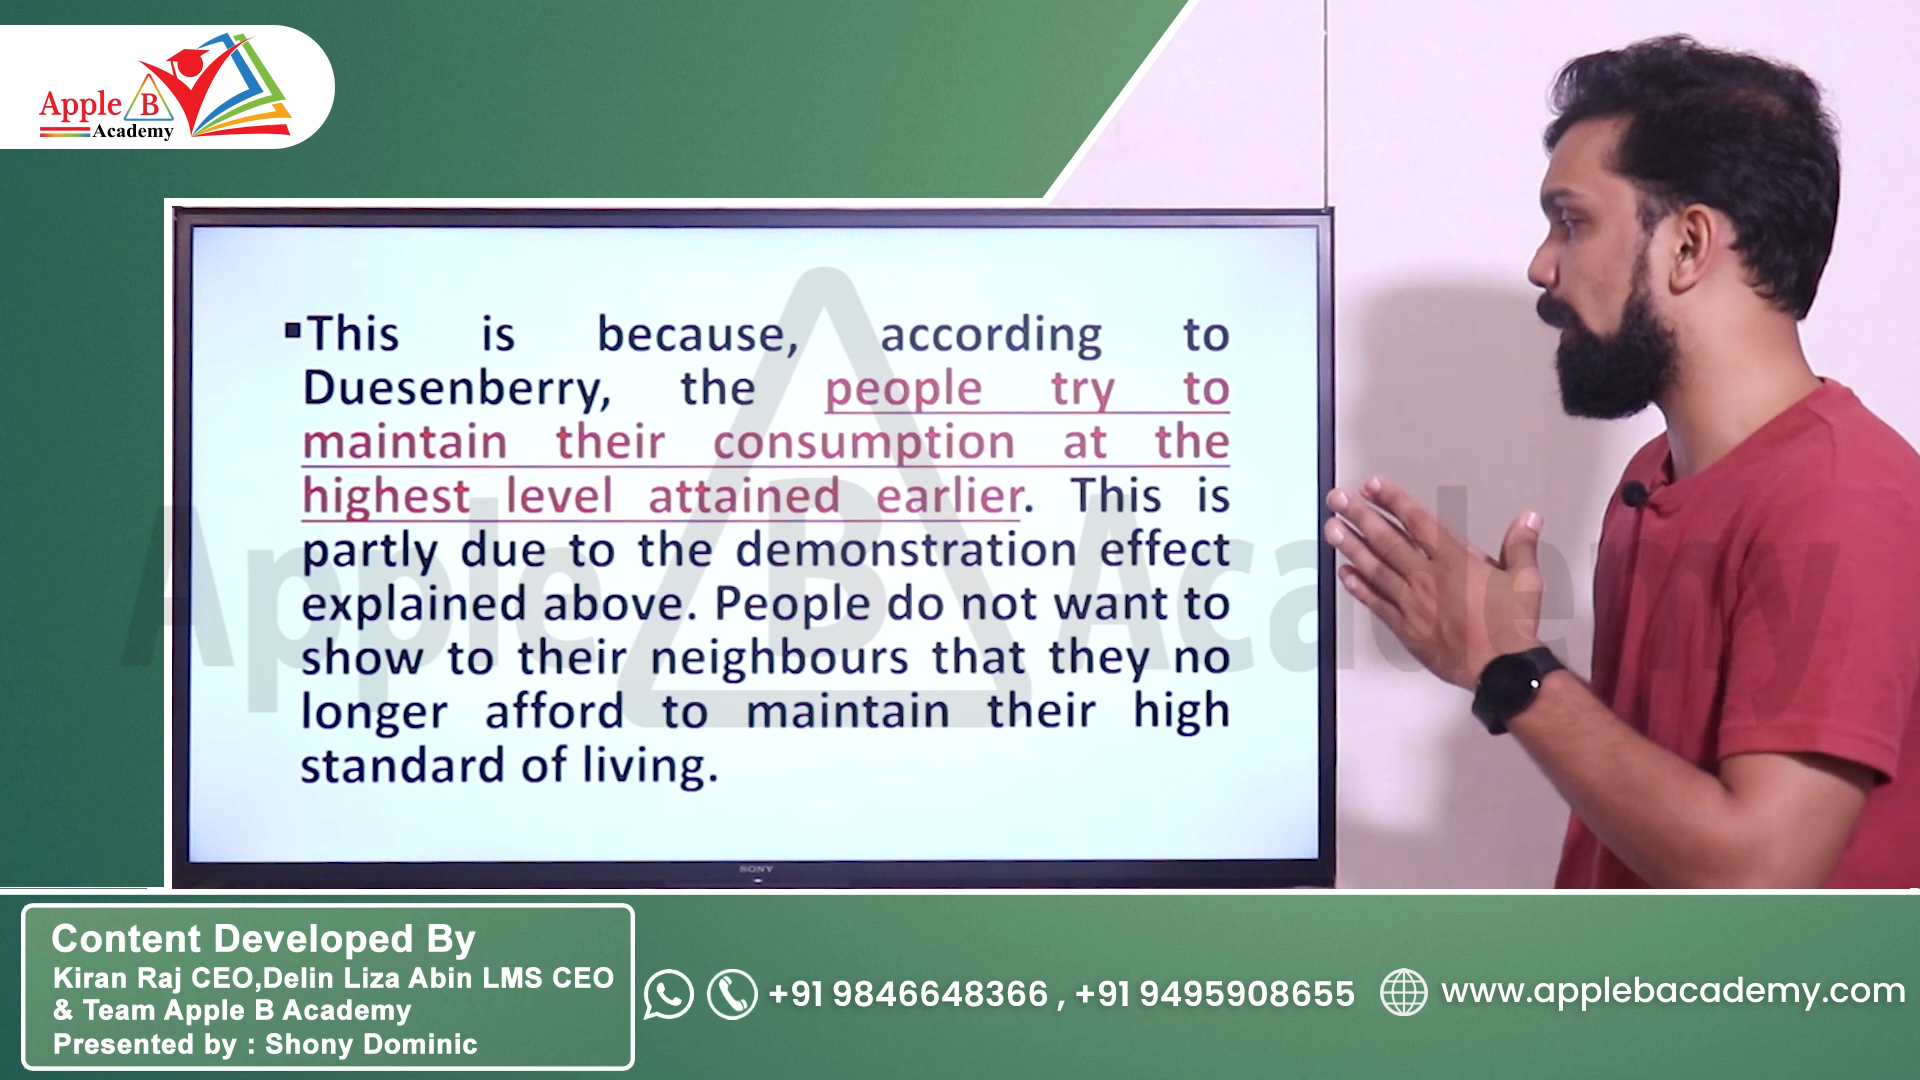 Apple B
Academy
▪This is because, according to
Duesenberry, the people try to
maintain their consumption at the
highest level attained earlier. This is
partly due to the demonstration effect
explained above. People do not want to
show to their neighbours that they no
longer afford to maintain their high
standard of living.
Apple B Academy
SONY
Content Developed By
Kiran Raj CEO,Delin Liza Abin LMS CEO
& Team Apple B Academy
Presented by : Shony Dominic
+91 9846648366 , +91 9495908655
www.applebacademy.com